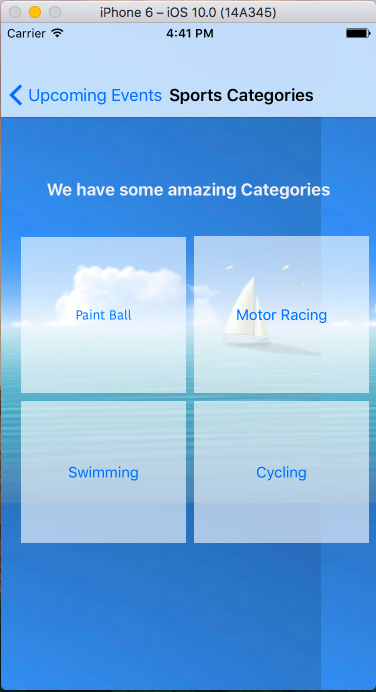 iPhone 6 – iOS 10.0 (14A345)
Carrier 4:41 PM
Upcoming Events Sports Categories
We have some amazing Categories
Paint Ball Motor Racing
Swimming Cycling